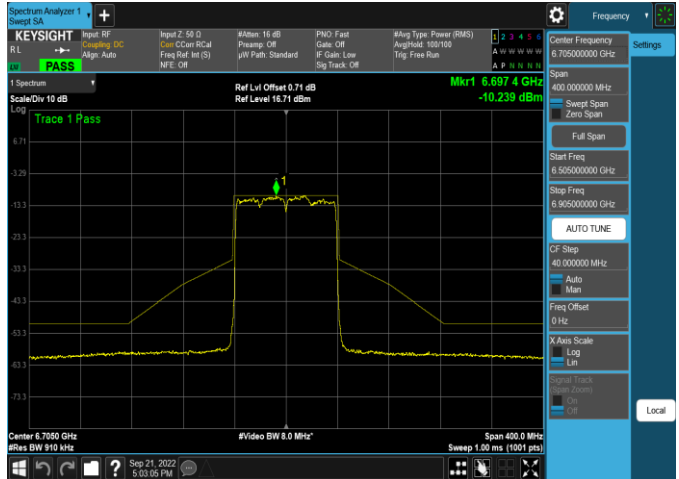 Spectrum Analyzer 1
Swept SA
Frequency
KEYSIGHT
R L
PASS
Input: RF
Coupling: DC
Align: Auto
Input Z: 50 Ω
Corr CCorr RCal
Freq Ref: Int (S)
NFE: Off
#Atten: 16 dB
Preamp: Off
µW Path: Standard
PNO: Fast
Gate: Off
IF Gain: Low
Sig Track: Off
#Avg Type: Power (RMS)
Avg|Hold: 100/100
Trig: Free Run
1 2 3 4 5 6
A W W W W W
A P N N N N
Center Frequency
6.705000000 GHz
Settings
Span
400.000000 MHz
Swept Span
Zero Span
Full Span
Start Freq
6.505000000 GHz
Stop Freq
6.905000000 GHz
AUTO TUNE
CF Step
40.000000 MHz
Auto
Man
Freq Offset
0 Hz
X Axis Scale
Log
Lin
Signal Track
(Span Zoom)
On
Off
Local
1 Spectrum
Scale/Div 10 dB
Ref Lvl Offset 0.71 dB
Ref Level 16.71 dBm
Mkr1 6.697 4 GHz
-10.239 dBm
Log
Trace 1 Pass
6.71
-3.29
1
-13.3
-23.3
-33.3
-43.3
-53.3
-63.3
-73.3
Center 6.7050 GHz
#Res BW 910 kHz
#Video BW 8.0 MHz*
Span 400.0 MHz
Sweep 1.00 ms (1001 pts)
Sep 21, 2022
5:03:05 PM